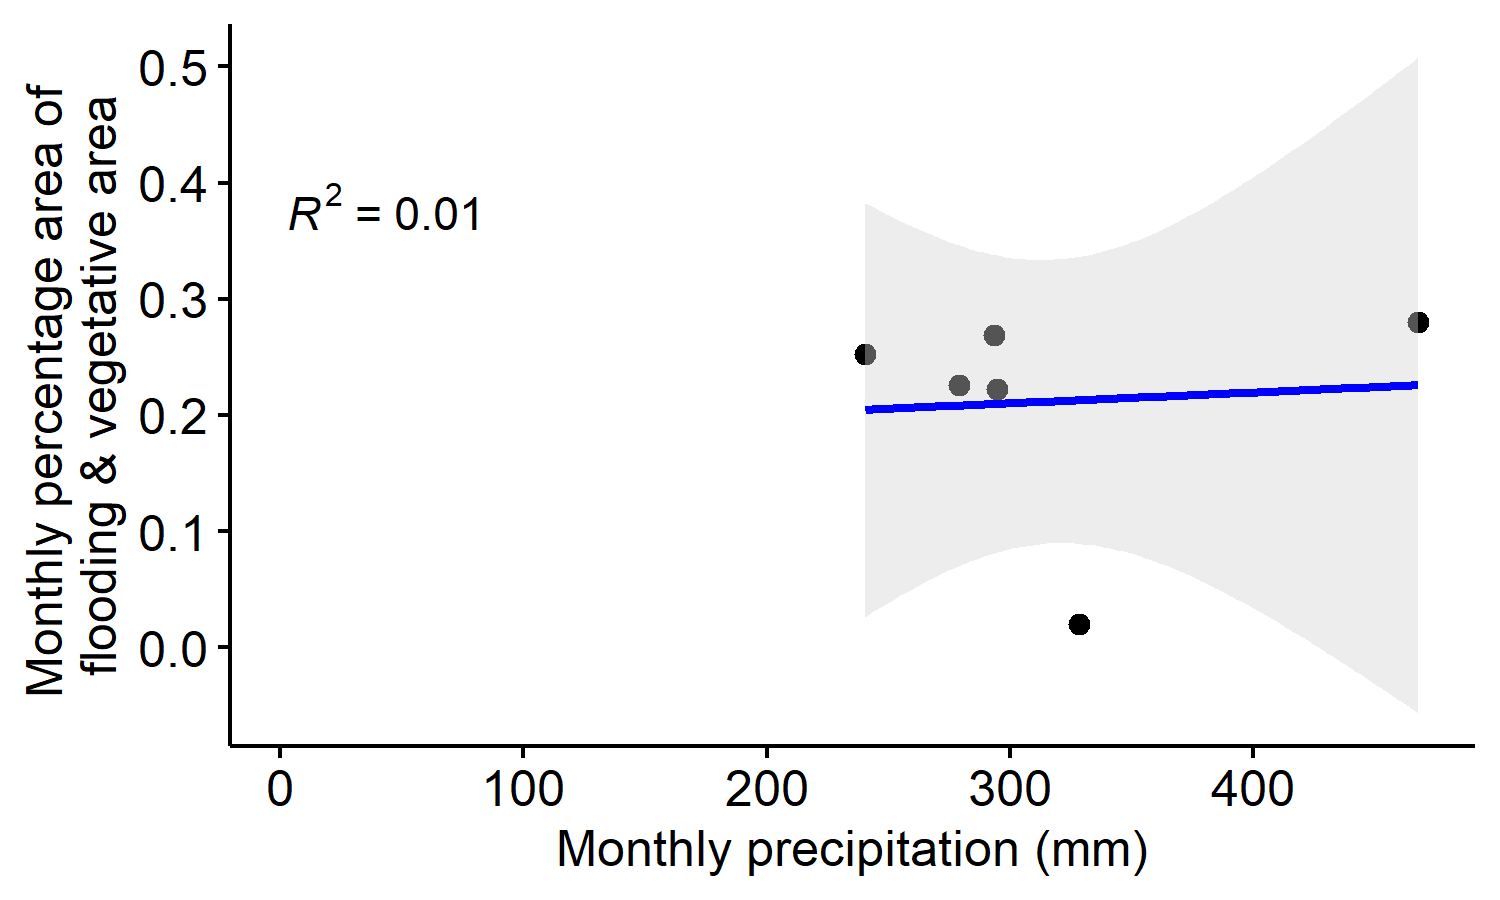 Monthly percentage area of
flooding & vegetative area
0.5
0.4
0.3
0.2
0.1
0.0
R² = 0.01
0 100 200 300 400
Monthly precipitation (mm)